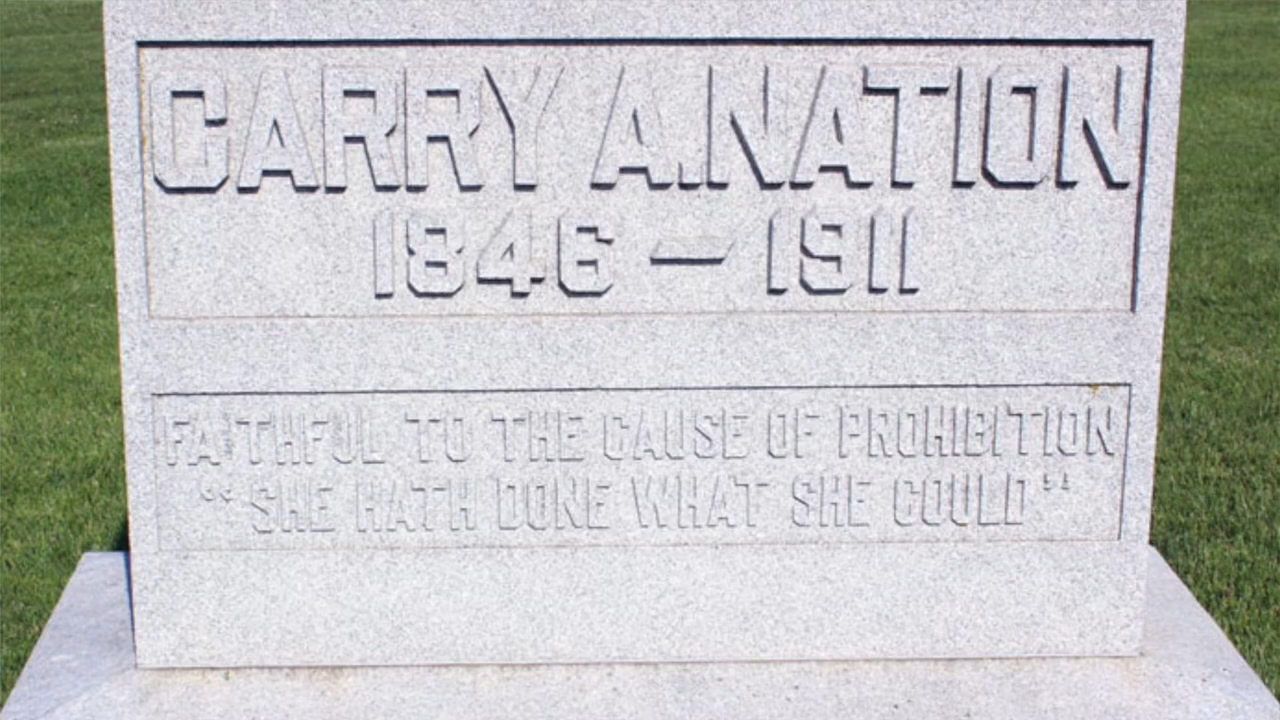 CARRY A.NATION
1846 — 1911
FAITHFUL TO THE CAUSE OF PROHIBITION
"SHE HATH DONE WHAT SHE COULD"